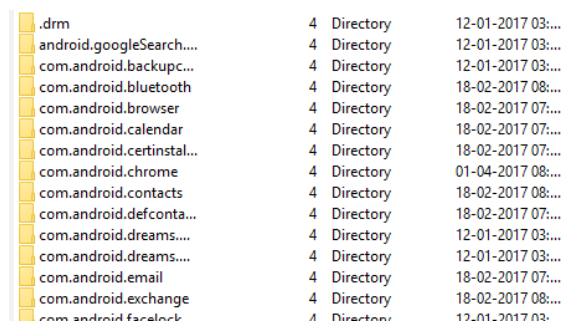 .drm 4 Directory 12-01-2017 03:...
android.googleSearch.... 4 Directory 12-01-2017 03:...
com.android.backupc... 4 Directory 12-01-2017 03:...
com.android.bluetooth 4 Directory 18-02-2017 08:...
com.android.browser 4 Directory 18-02-2017 07:...
com.android.calendar 4 Directory 18-02-2017 07:...
com.android.certinstal... 4 Directory 18-02-2017 07:...
com.android.chrome 4 Directory 01-04-2017 08:...
com.android.contacts 4 Directory 18-02-2017 08:...
com.android.defconta... 4 Directory 18-02-2017 07:...
com.android.dreams.... 4 Directory 12-01-2017 03:...
com.android.dreams.... 4 Directory 12-01-2017 03:...
com.android.email 4 Directory 18-02-2017 07:...
com.android.exchange 4 Directory 18-02-2017 08:...
com.android.facelock 4 Directory 12-01-2017 03:...